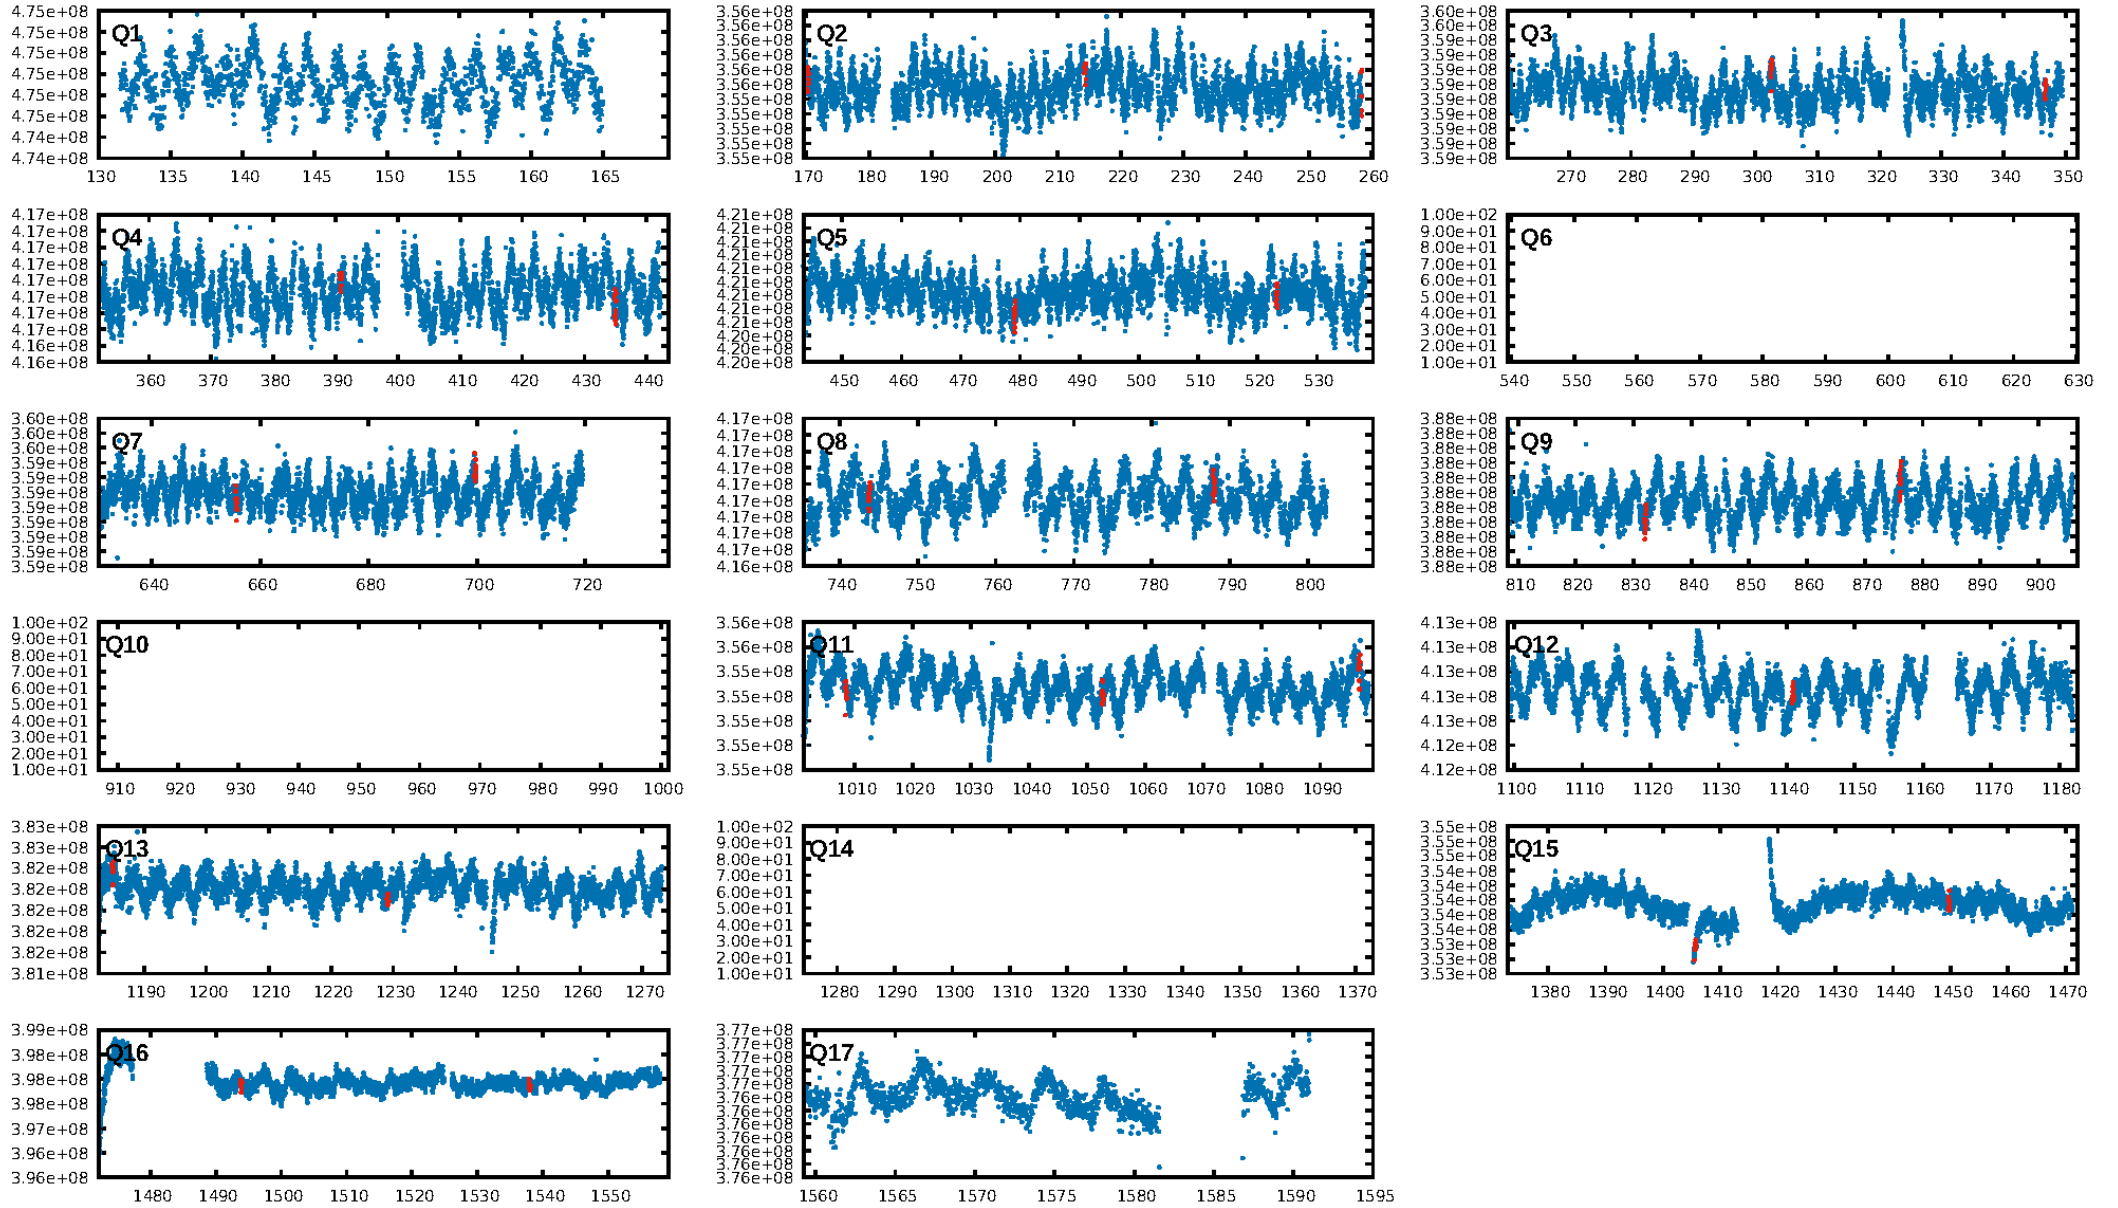 4.75e+08 4.75e+08 4.75e+08 4.75e+08 4.75e+08 4.75e+08 4.74e+08 4.74e+08
Q1
130 135 140 145 150 155 160 165
3.56e+08 3.56e+08 3.56e+08 3.56e+08 3.56e+08 3.56e+08 3.55e+08 3.55e+08 3.55e+08 3.55e+08 3.55e+08
Q2
170 180 190 200 210 220 230 240 250 260
3.60e+08 3.60e+08 3.59e+08 3.59e+08 3.59e+08 3.59e+08 3.59e+08 3.59e+08 3.59e+08 3.59e+08 3.59e+08
Q3
270 280 290 300 310 320 330 340 350
4.17e+08 4.17e+08 4.17e+08 4.17e+08 4.17e+08 4.17e+08 4.17e+08 4.17e+08 4.16e+08 4.16e+08
Q4
360 370 380 390 400 410 420 430 440
4.21e+08 4.21e+08 4.21e+08 4.21e+08 4.21e+08 4.21e+08 4.21e+08 4.21e+08 4.20e+08 4.20e+08 4.20e+08
Q5
450 460 470 480 490 500 510 520 530
1.00e+02 9.00e+01 8.00e+01 7.00e+01 6.00e+01 5.00e+01 4.00e+01 3.00e+01 2.00e+01 1.00e+01
Q6
540 550 560 570 580 590 600 610 620 630
3.60e+08 3.60e+08 3.60e+08 3.59e+08 3.59e+08 3.59e+08 3.59e+08 3.59e+08 3.59e+08 3.59e+08 3.59e+08
Q7
640 660 680 700 720
4.17e+08 4.17e+08 4.17e+08 4.17e+08 4.17e+08 4.17e+08 4.17e+08 4.17e+08 4.17e+08 4.16e+08
Q8
740 750 760 770 780 790 800
3.88e+08 3.88e+08 3.88e+08 3.88e+08 3.88e+08 3.88e+08 3.88e+08 3.88e+08 3.88e+08 3.88e+08 3.88e+08
Q9
810 820 830 840 850 860 870 880 890 900
1.00e+02 9.00e+01 8.00e+01 7.00e+01 6.00e+01 5.00e+01 4.00e+01 3.00e+01 2.00e+01 1.00e+01
Q10
910 920 930 940 950 960 970 980 990 1000
3.56e+08 3.55e+08 3.55e+08 3.55e+08 3.55e+08 3.55e+08 3.55e+08
Q11
1010 1020 1030 1040 1050 1060 1070 1080 1090
4.13e+08 4.13e+08 4.13e+08 4.13e+08 4.13e+08 4.12e+08 4.12e+08
Q12
1100 1110 1120 1130 1140 1150 1160 1170 1180
3.83e+08 3.83e+08 3.82e+08 3.82e+08 3.82e+08 3.82e+08 3.82e+08 3.81e+08
Q13
1190 1200 1210 1220 1230 1240 1250 1260 1270
1.00e+02 9.00e+01 8.00e+01 7.00e+01 6.00e+01 5.00e+01 4.00e+01 3.00e+01 2.00e+01 1.00e+01
Q14
1280 1290 1300 1310 1320 1330 1340 1350 1360 1370
3.55e+08 3.55e+08 3.55e+08 3.54e+08 3.54e+08 3.54e+08 3.54e+08 3.54e+08 3.53e+08 3.53e+08 3.53e+08
Q15
1380 1390 1400 1410 1420 1430 1440 1450 1460 1470
3.99e+08 3.98e+08 3.98e+08 3.98e+08 3.97e+08 3.96e+08 3.96e+08
Q16
1480 1490 1500 1510 1520 1530 1540 1550
3.77e+08 3.77e+08 3.77e+08 3.77e+08 3.77e+08 3.76e+08 3.76e+08 3.76e+08 3.76e+08 3.76e+08 3.76e+08 3.76e+08
Q17
1560 1565 1570 1575 1580 1585 1590 1595